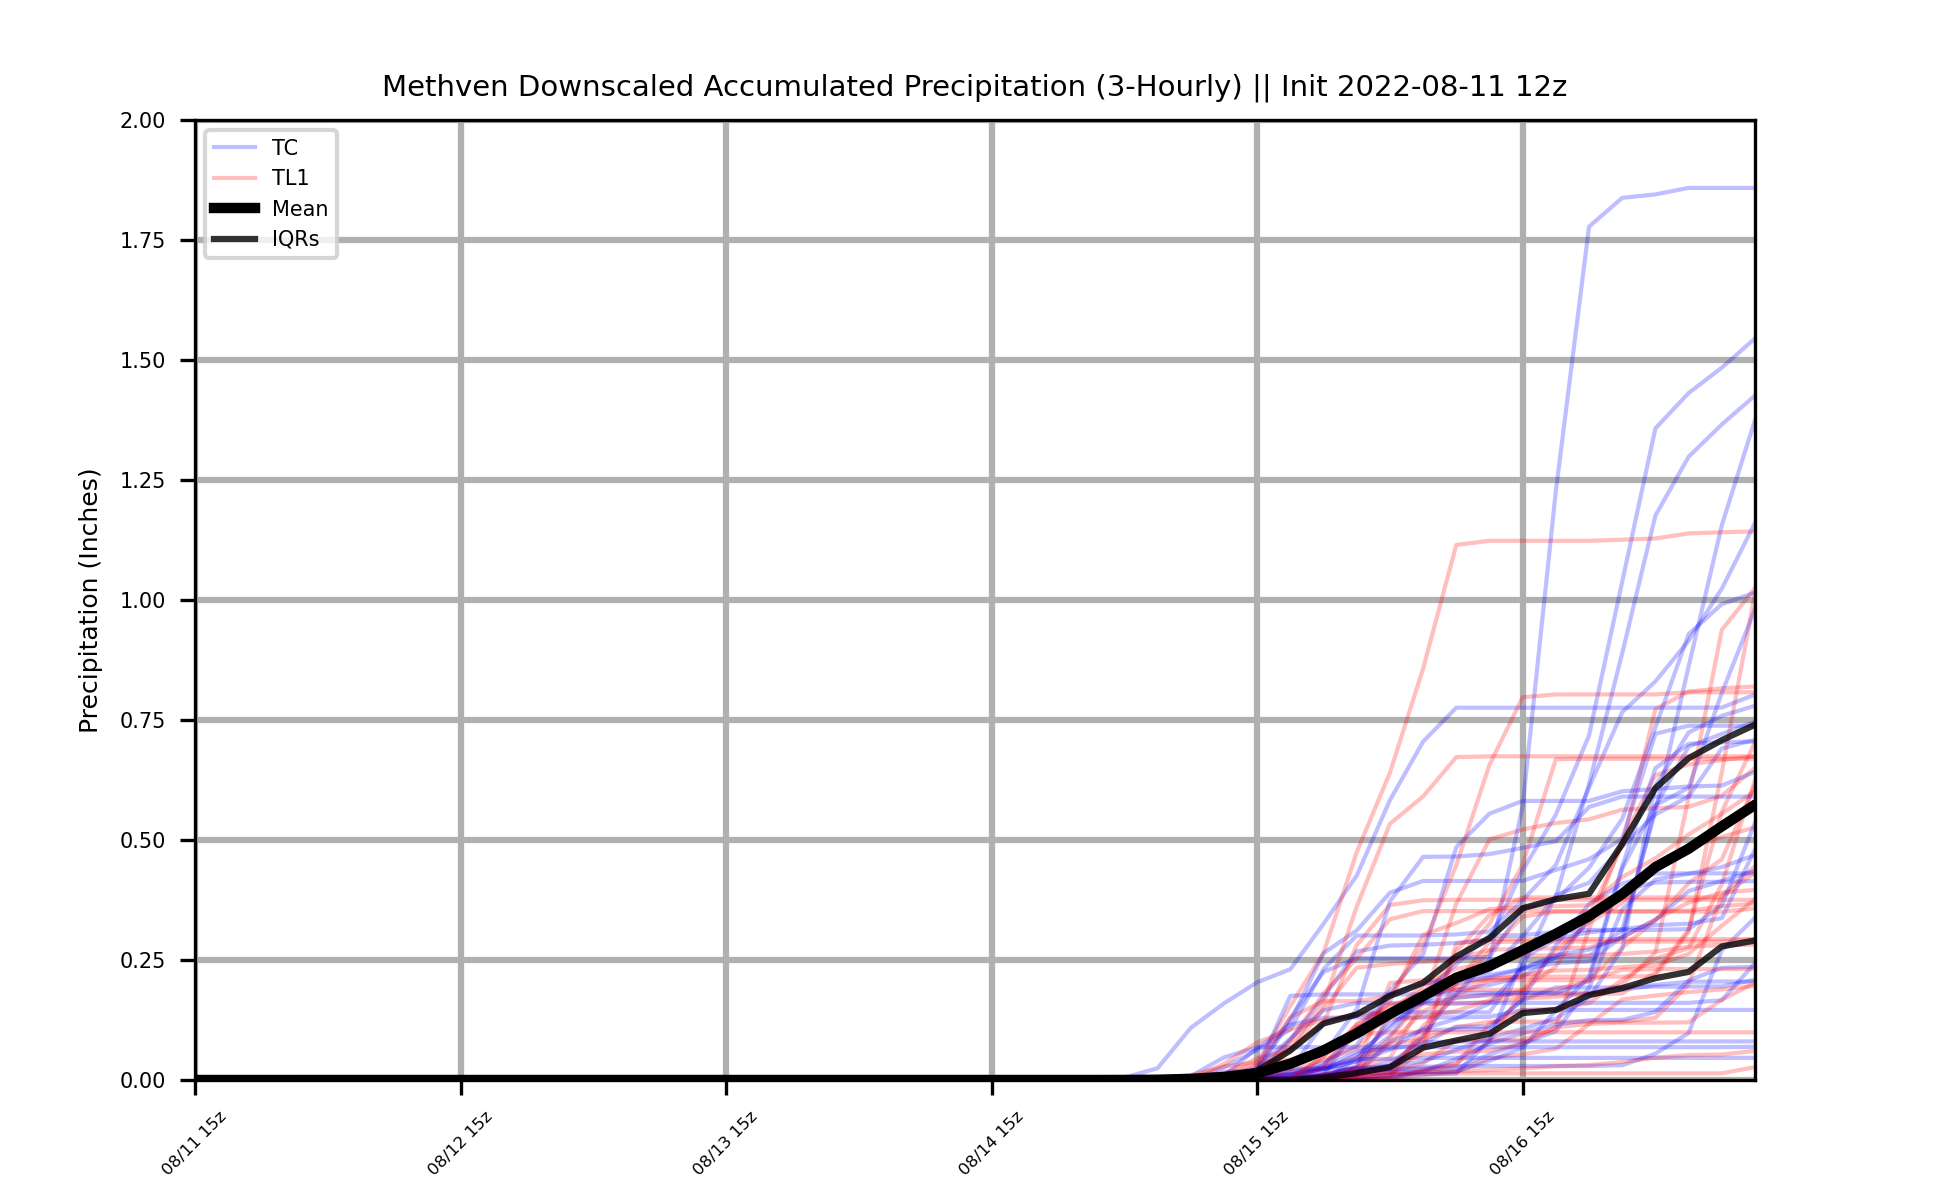 Methven Downscaled Accumulated Precipitation (3-Hourly) || Init 2022-08-11 12z
TC
TL1
Mean
IQRs
Precipitation (Inches)
2.00
1.75
1.50
1.25
1.00
0.75
0.50
0.25
0.00
08/11 15z
08/12 15z
08/13 15z
08/14 15z
08/15 15z
08/16 15z